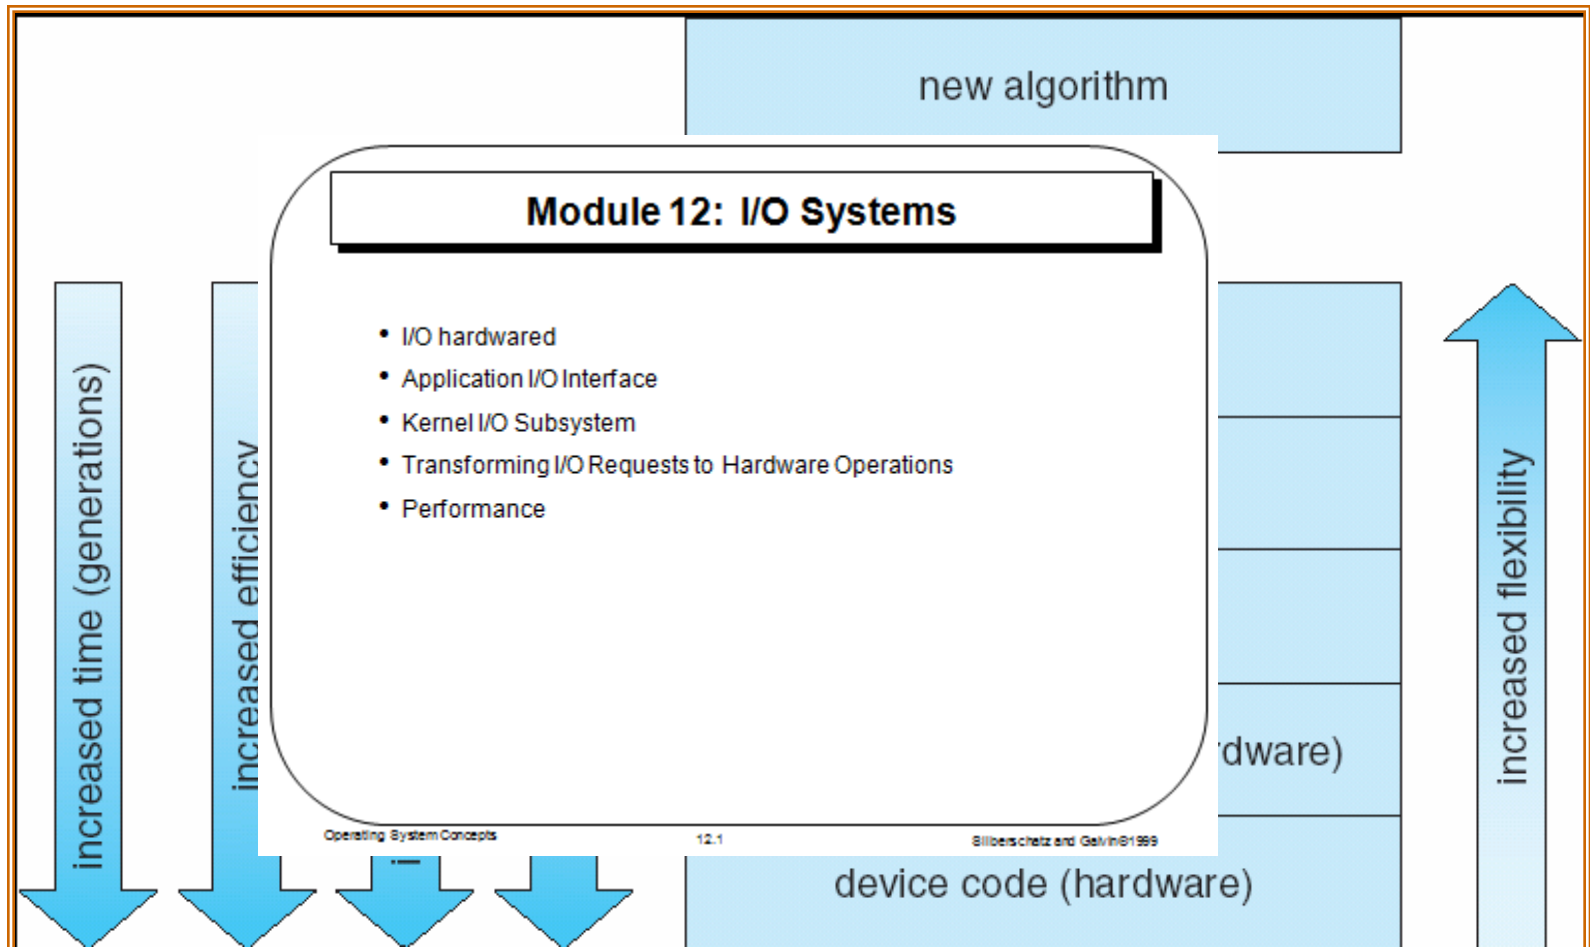 new algorithm
Module 12: I/O Systems
• I/O hardwared
• Application I/O Interface
• Kernel I/O Subsystem
• Transforming I/O Requests to Hardware Operations
• Performance
Operating System Concepts
12.1
Silberschatz and Galvin©1999
increased time (generations)
increased efficiency
rdware)
device code (hardware)
increased flexibility